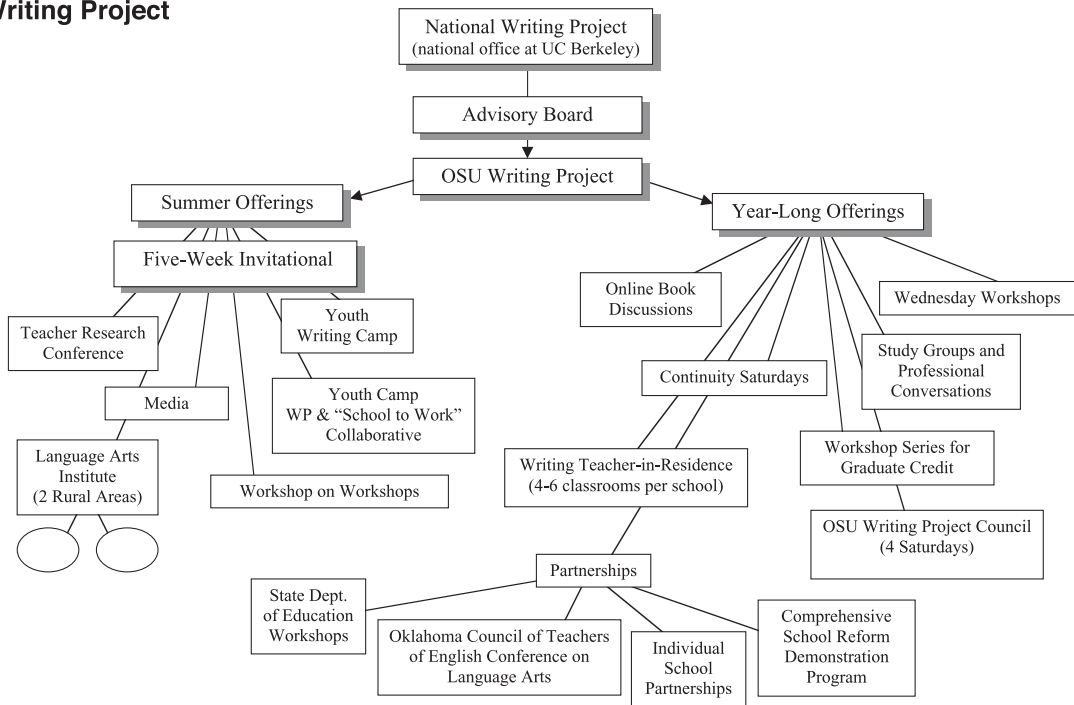 Writing Project
National Writing Project
(national office at UC Berkeley)
Advisory Board
OSU Writing Project
Summer Offerings
Year-Long Offerings
Five-Week Invitational
Teacher Research
Conference
Media
Language Arts
Institute
(2 Rural Areas)
Youth
Writing Camp
Youth Camp
WP & “School to Work”
Collaborative
Workshop on Workshops
Online Book
Discussions
Wednesday Workshops
Continuity Saturdays
Study Groups and
Professional
Conversations
Writing Teacher-in-Residence
(4-6 classrooms per school)
Workshop Series for
Graduate Credit
OSU Writing Project Council
(4 Saturdays)
Partnerships
State Dept.
of Education
Workshops
Oklahoma Council of Teachers
of English Conference on
Language Arts
Individual
School
Partnerships
Comprehensive
School Reform
Demonstration
Program